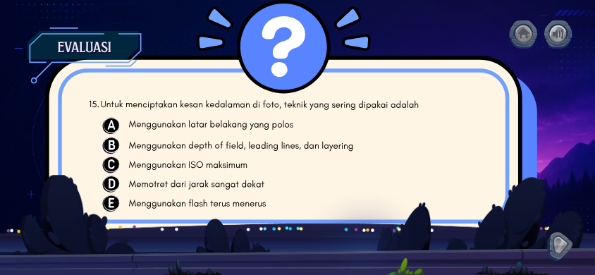 EVALUASI
?
15. Untuk menciptakan kesan kedalaman di foto, teknik yang sering dipakai adalah
A Menggunakan latar belakang yang polos
B Menggunakan depth of field, leading lines, dan layering
C Menggunakan ISO maksimum
D Memotret dari jarak sangat dekat
E Menggunakan flash terus menerus